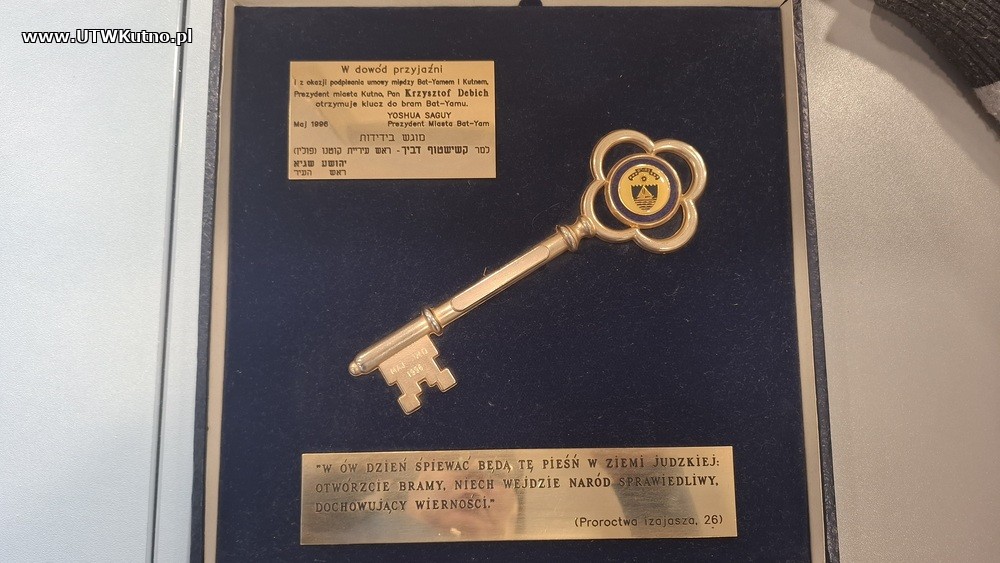 www.UTWKutno.pl
W dowód przyjaźni
i z okazji podpisania umowy między Bat-Yamem i Kutnem,
Prezydent miasta Kutno, Pan Krzysztof Debich
otrzymuje klucz do bram Bat-Yamu.
YOSHUA SAGUY
Maj 1996 Prezydent Miasta Bat-Yam
מוגש בידידות
למר קשישטוף דביך - ראש עיריית קוטנו (פולין)
יהושע שגיא
ראש העיר
1996
"W ÓW DZIEŃ ŚPIEWAĆ BĘDĄ TĘ PIEŚŃ W ZIEMI JUDZKIEJ:
OTWÓRZCIE BRAMY, NIECH WEJDZIE NARÓD SPRAWIEDLIWY,
DOCHOWUJĄCY WIERNOŚCI."
(Proroctwa izajasza, 26)